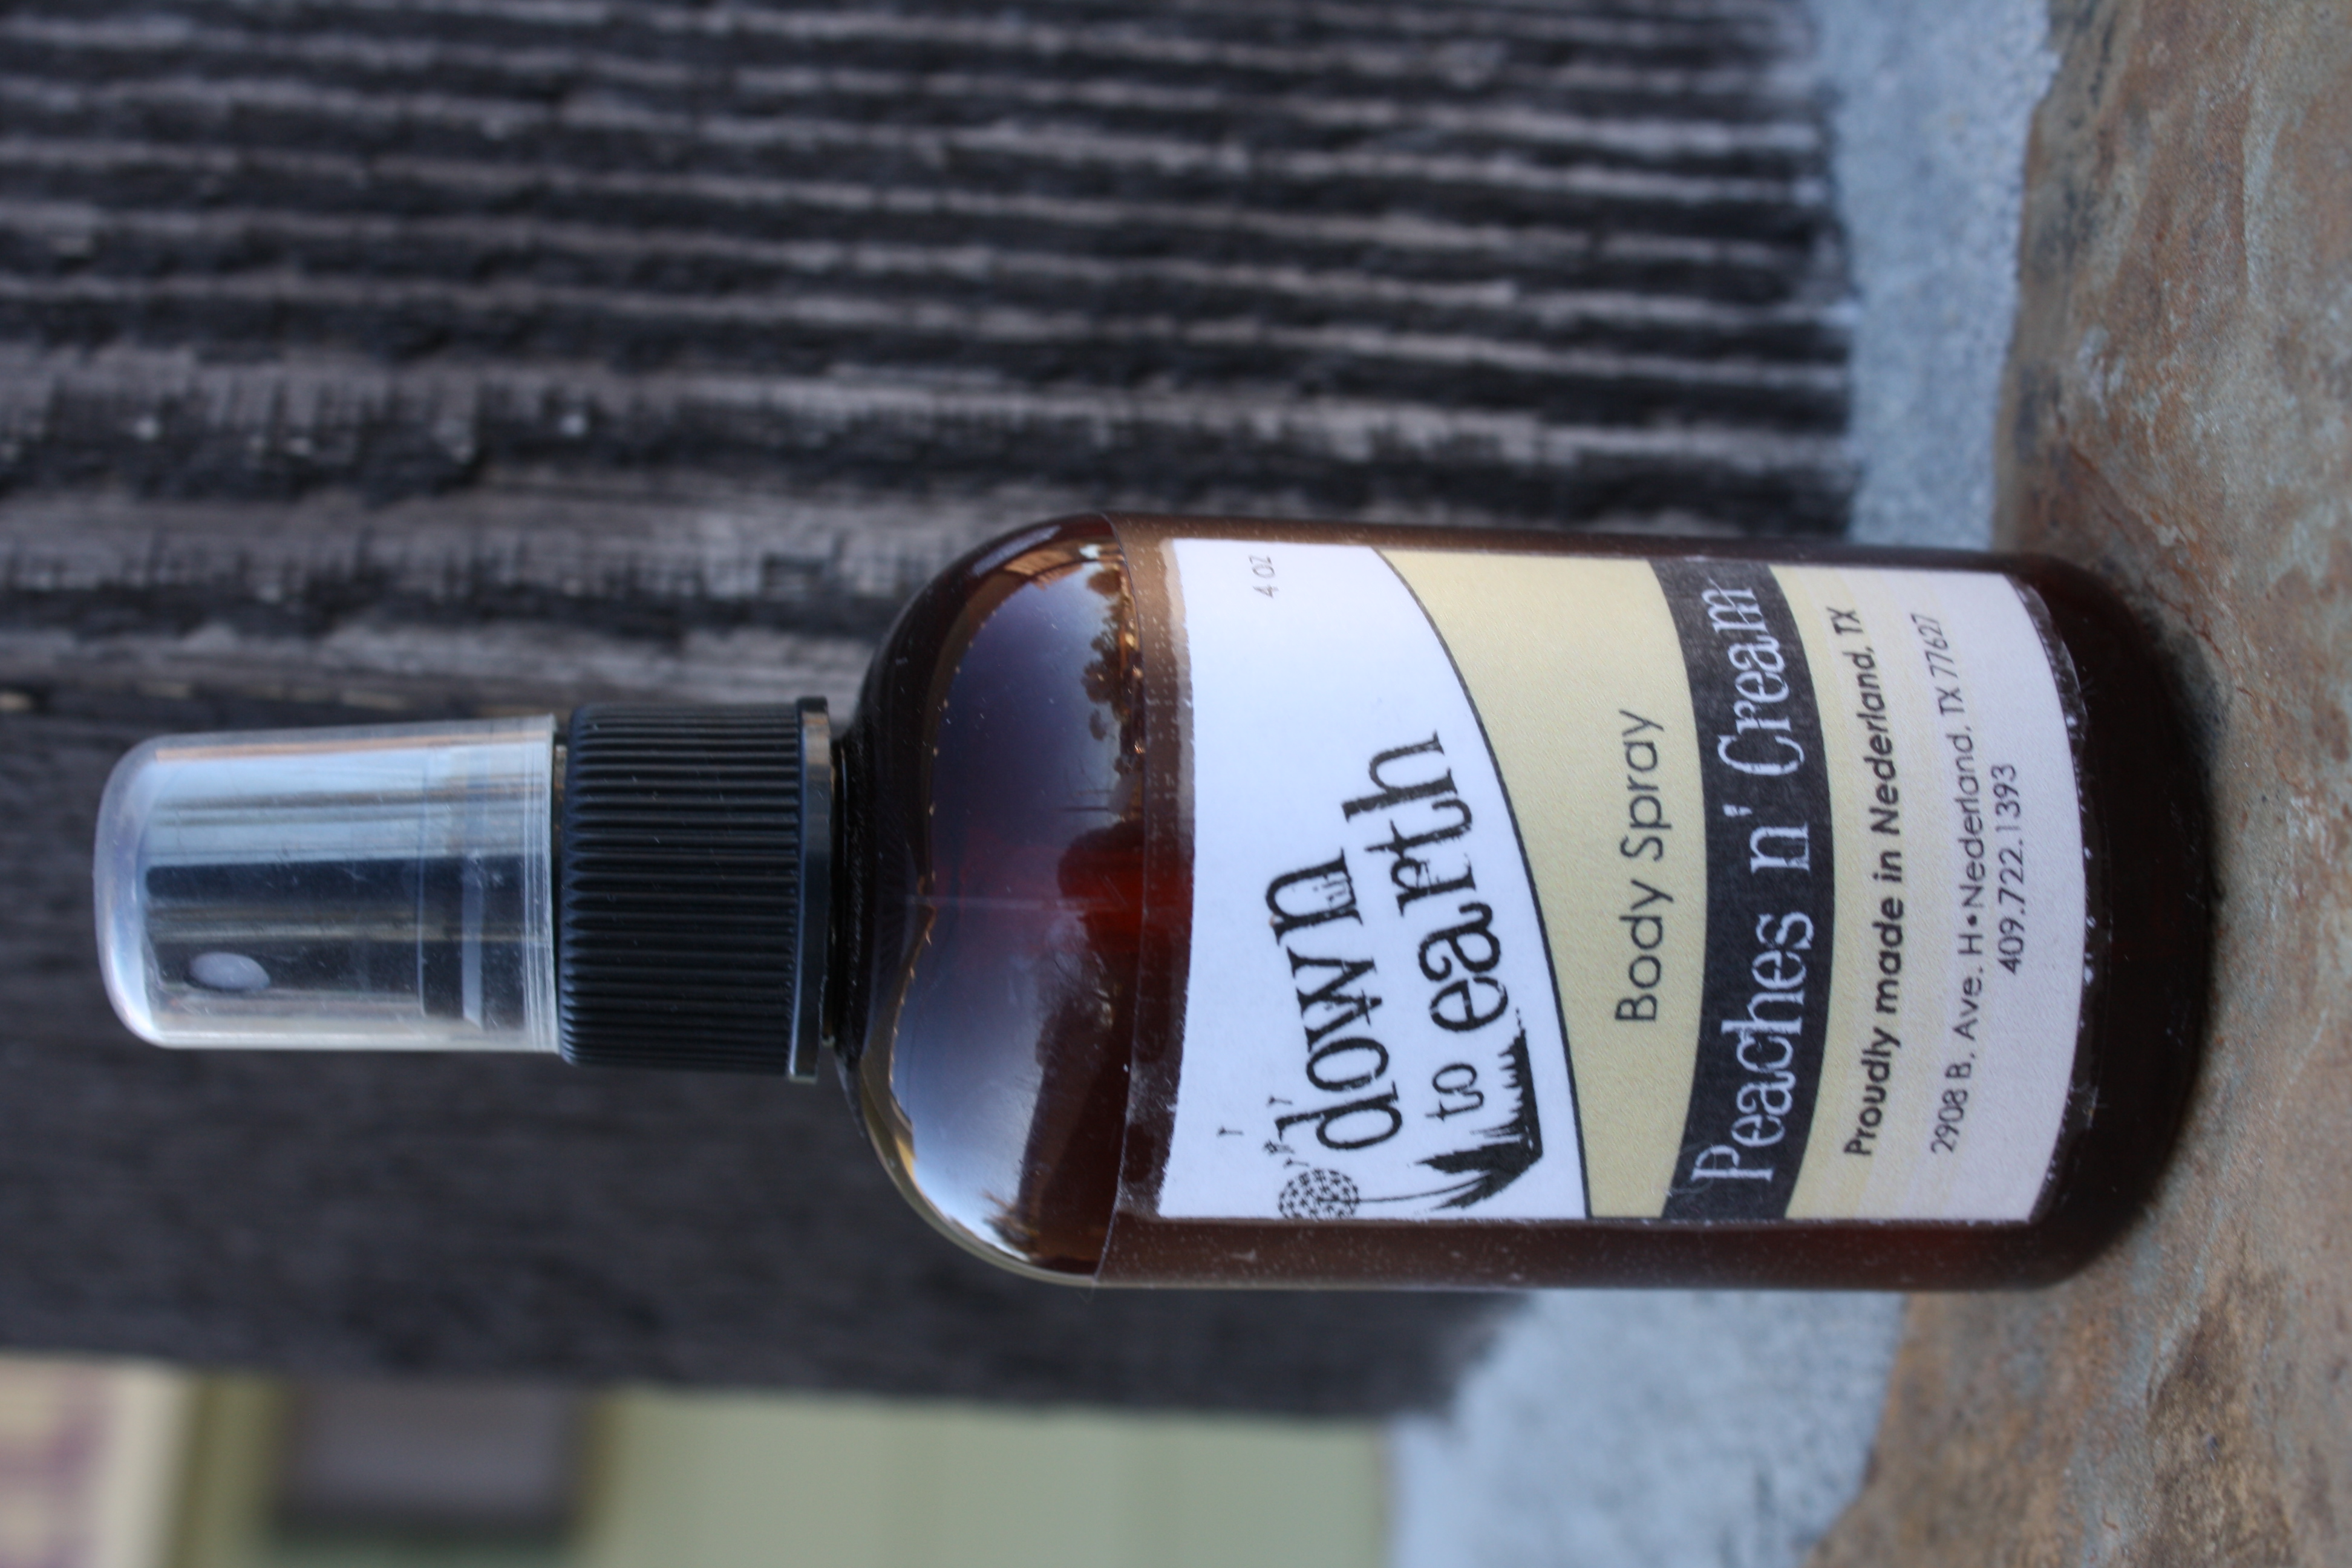 4 oz
down
to earth
Body Spray
Peaches n' Cream
Proudly made in Nederland, TX
2908 B. Ave. H•Nederland, TX 77627
409.722.1393